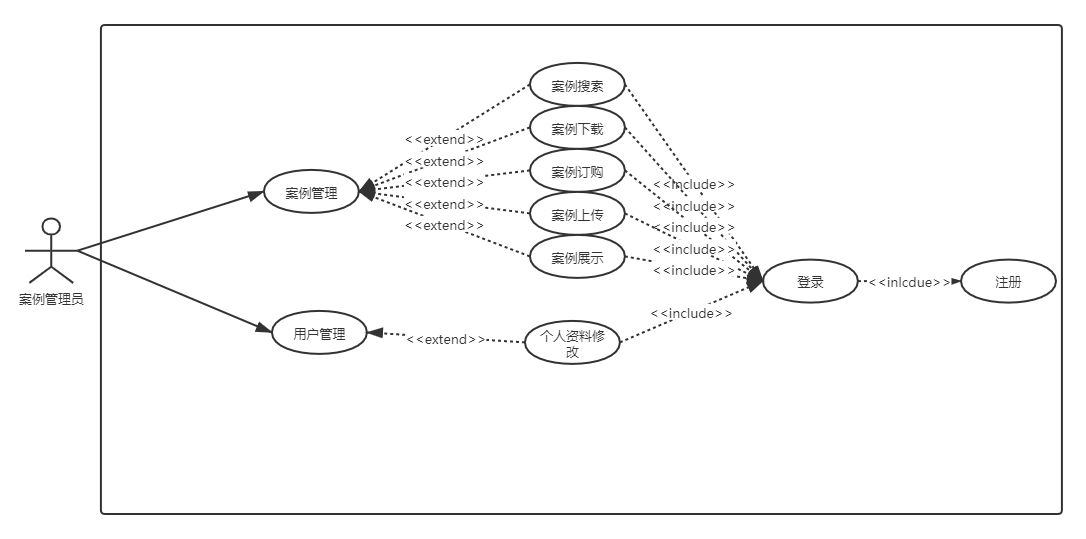 案例搜索
案例下载
案例订购
案例上传
案例展示
<<extend>>
<<extend>>
<<extend>>
<<extend>>
<<extend>>
案例管理
<<include>>
<<include>>
<<include>>
<<include>>
<<include>>
登录
<<inlcdue>>
注册
案例管理员
<<include>>
用户管理
<<extend>>
个人资料修
改